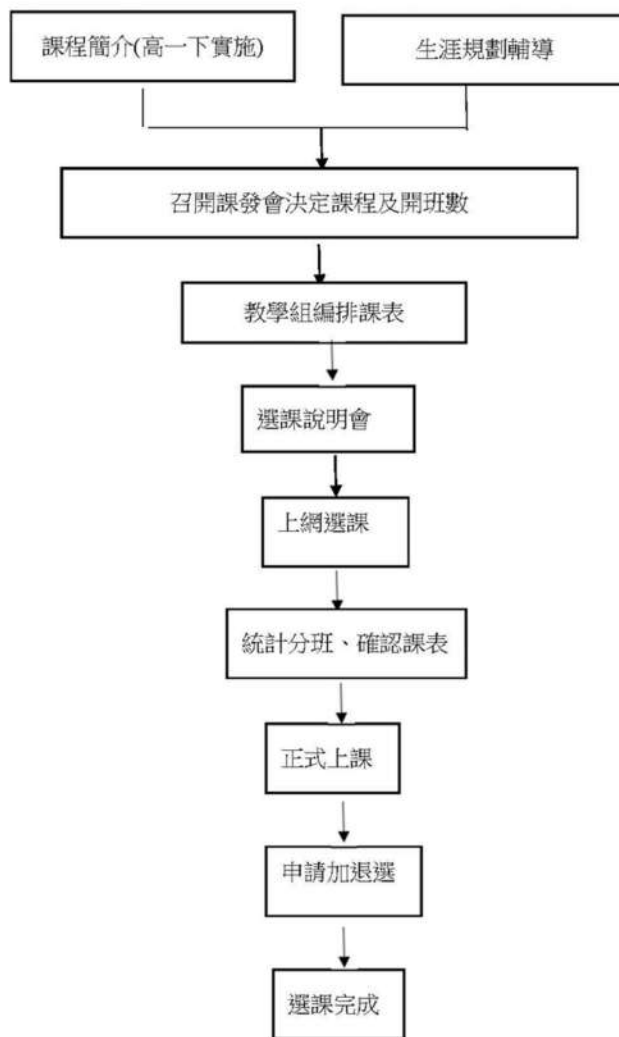 課程簡介(高一下實施)
生涯規劃輔導
召開課發會決定課程及開班數
教學組編排課表
選課說明會
上網選課
統計分班、確認課表
正式上課
申請加退選
選課完成